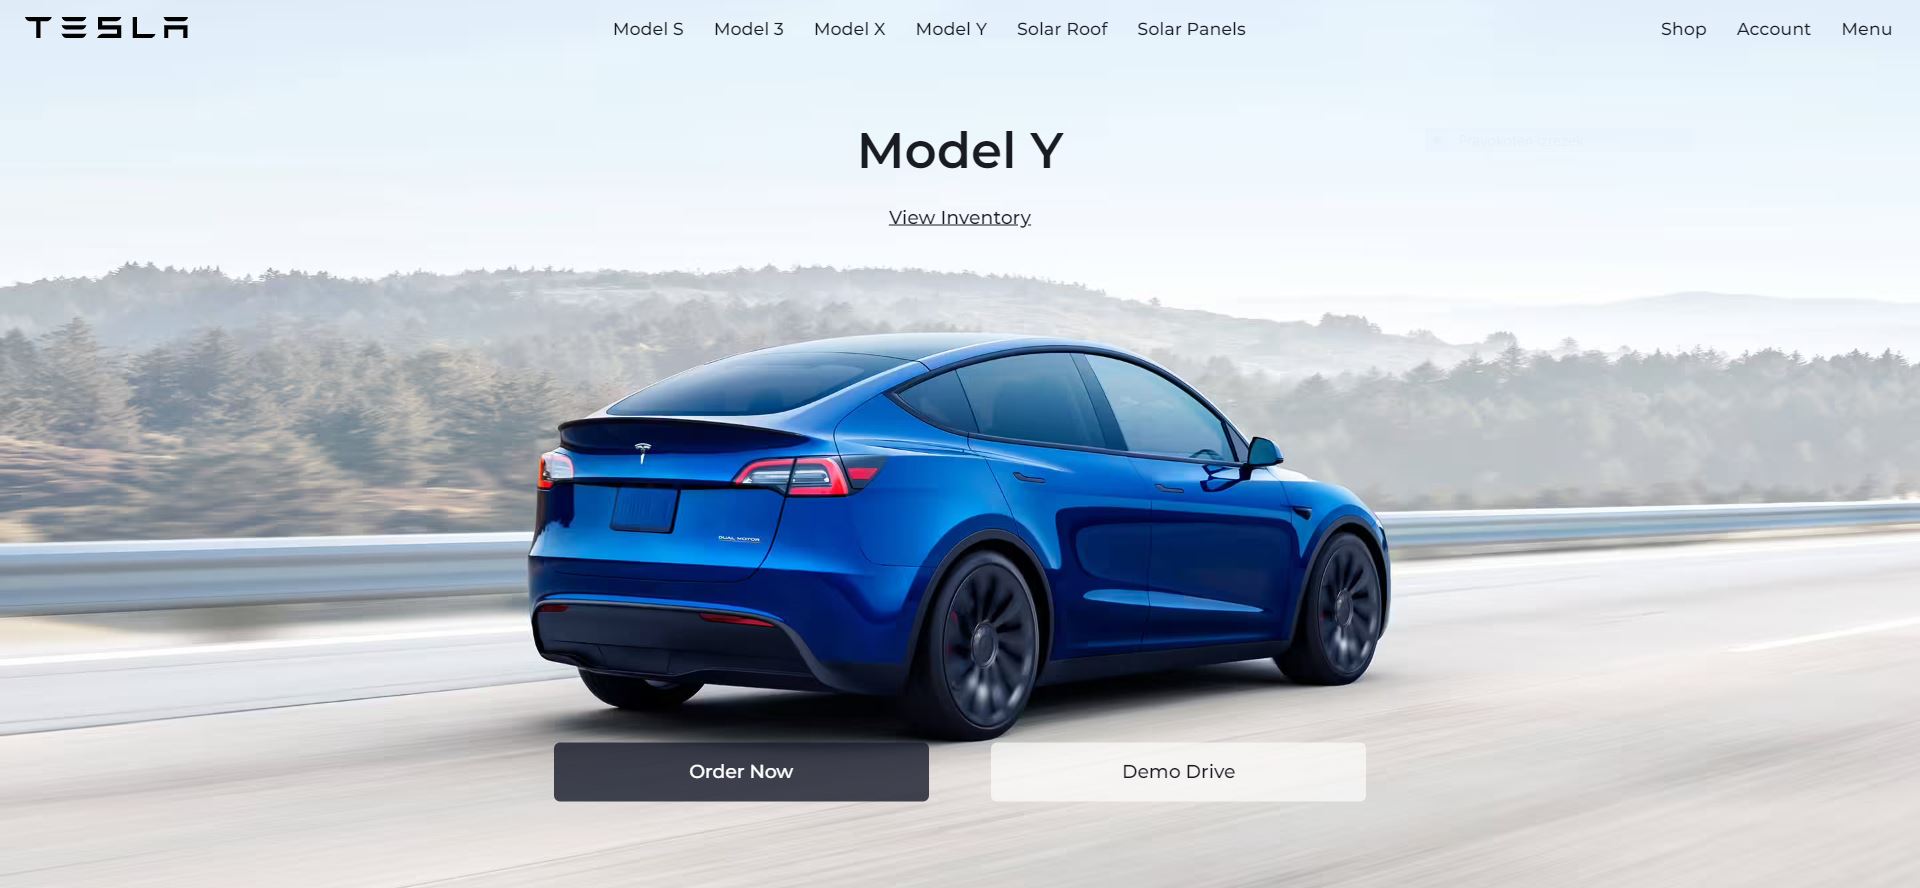 TESLA
Model S Model 3 Model X Model Y Solar Roof Solar Panels
Shop Account Menu
Model Y
Pravokoten izrezek
View Inventory
DUAL MOTOR
Order Now
Demo Drive